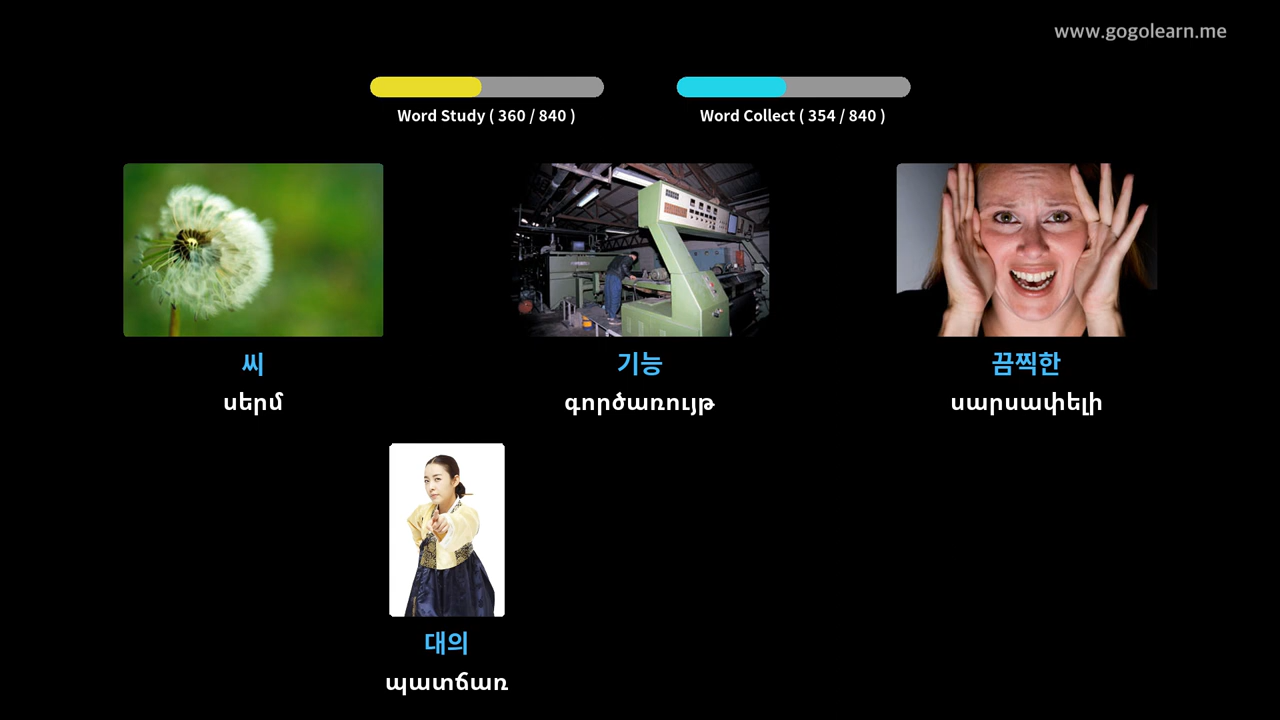 www.gogolearn.me
Word Study ( 360 / 840 )
Word Collect ( 354 / 840 )
씨
기능
끔찍한
սերմ
գործառույթ
սարսափելի
대의
պատճառ